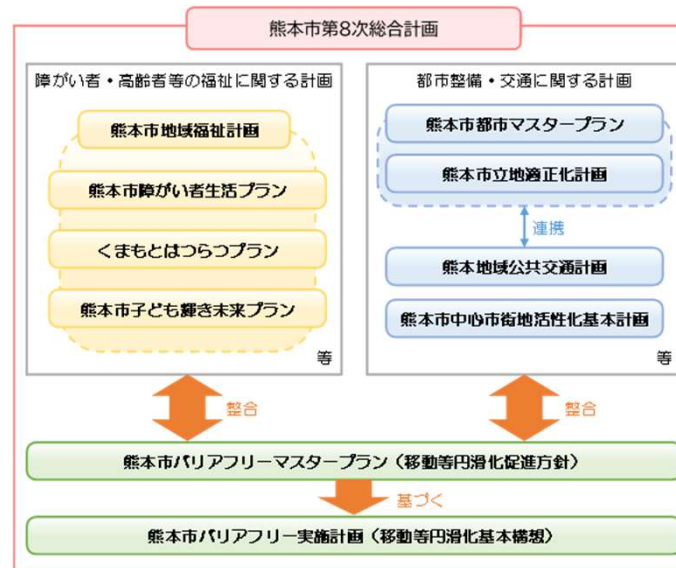 熊本市第8次総合計画
障がい者・高齢者等の福祉に関する計画
熊本市地域福祉計画
熊本市障がい者生活プラン
くまもとはつらつプラン
熊本市子ども輝き未来プラン
等
都市整備・交通に関する計画
熊本市都市マスタープラン
熊本市立地適正化計画
連携
熊本地域公共交通計画
熊本市中心市街地活性化基本計画
等
整合
整合
熊本市バリアフリーマスタープラン（移動等円滑化促進方針）
基づく
熊本市バリアフリー実施計画（移動等円滑化基本構想）